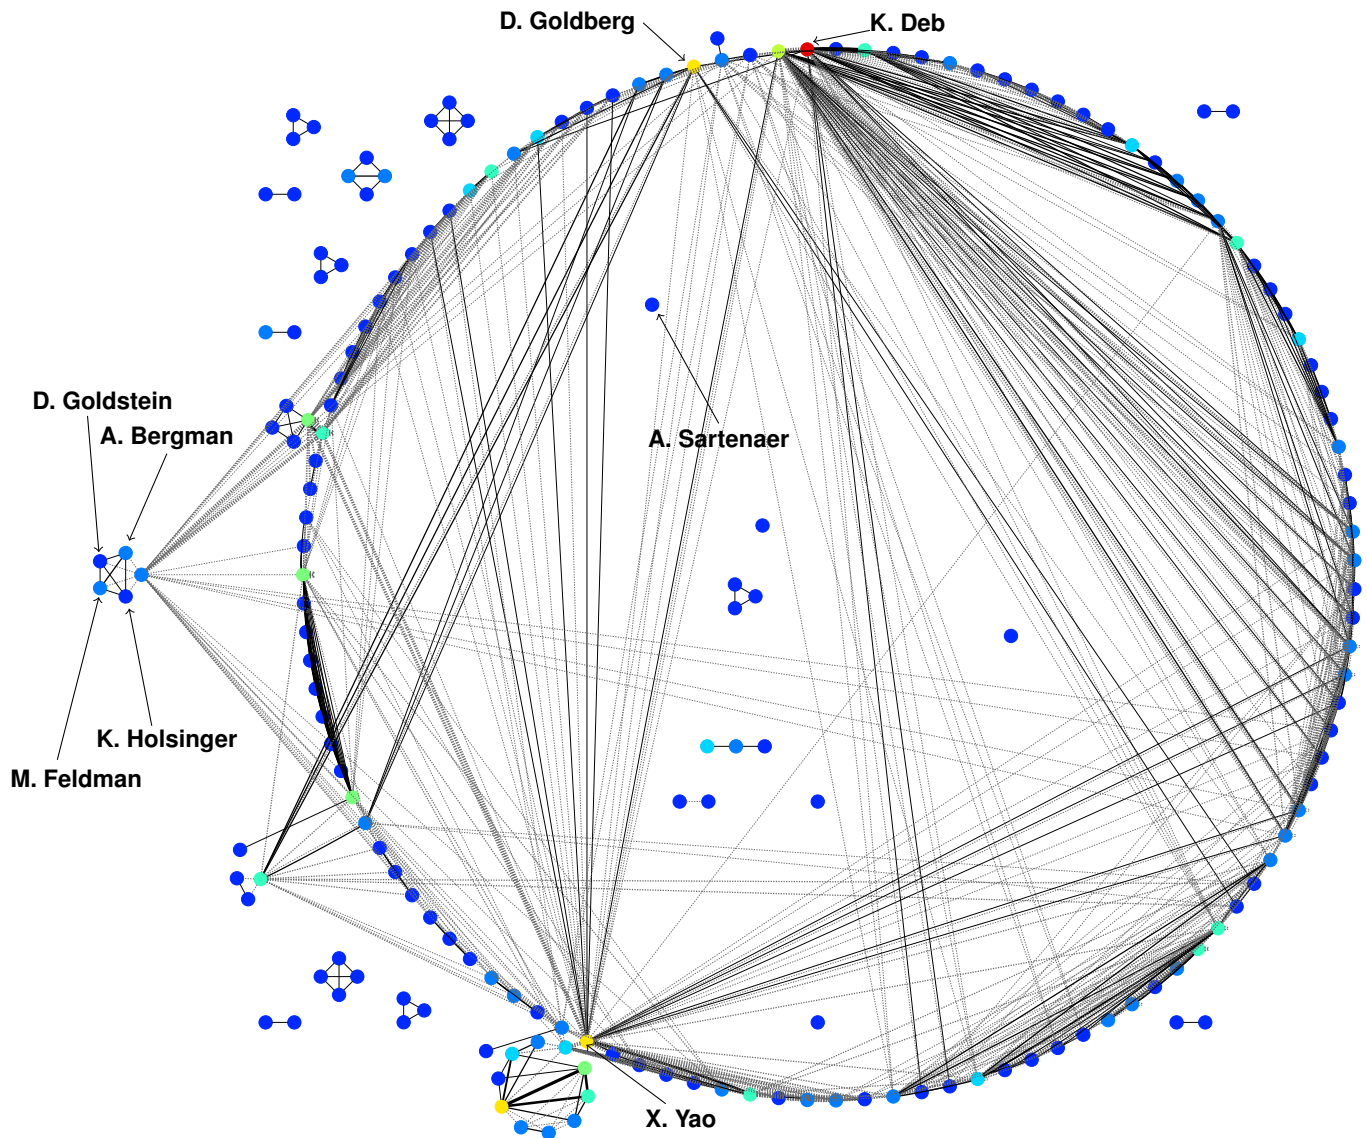 D. Goldberg
K. Deb
D. Goldstein
A. Bergman
A. Sartenaer
K. Holsinger
M. Feldman
X. Yao